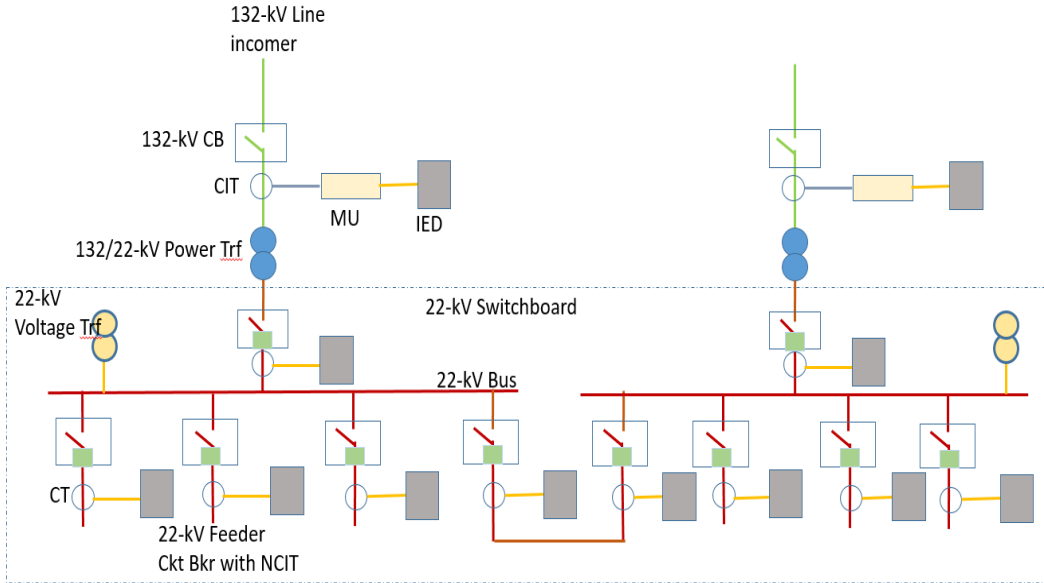 132-kV Line
incomer
132-kV CB
CIT
MU
IED
132/22-kV Power Trf
22-kV
Voltage Trf
22-kV Switchboard
22-kV Bus
CT
22-kV Feeder
Ckt Bkr with NCIT